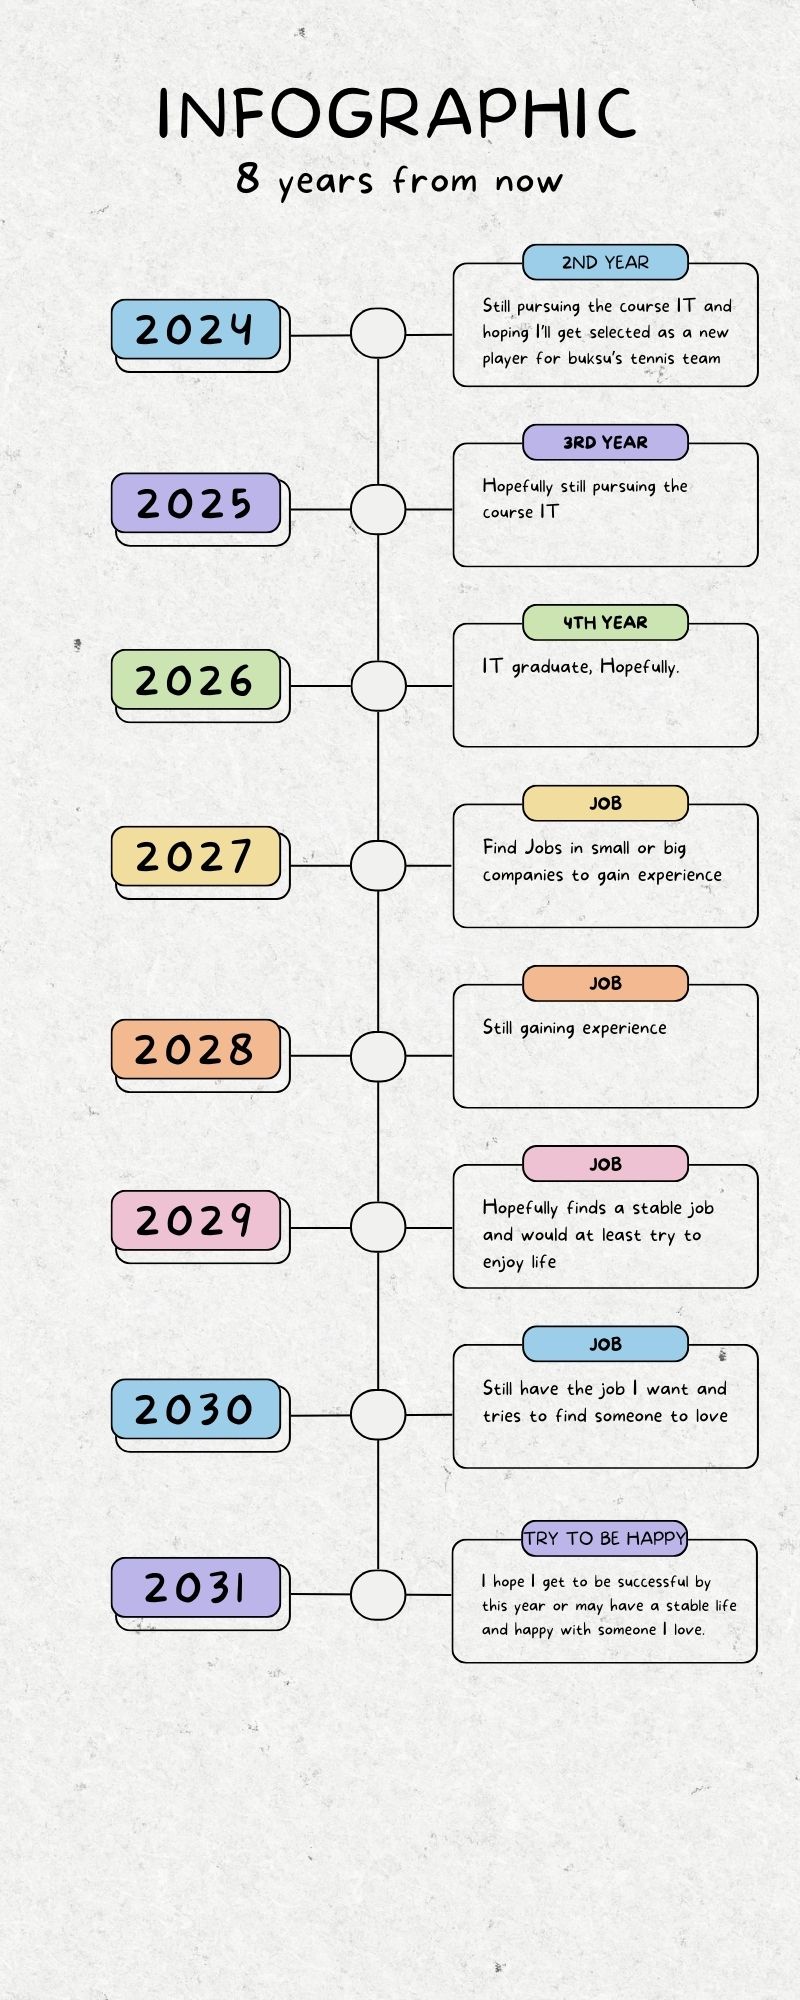 INFOGRAPHIC
8 years from now
2024
2ND YEAR
Still pursuing the course IT and
hoping I'll get selected as a new
player for buksu's tennis team
2025
3RD YEAR
Hopefully still pursuing the
course IT
2026
4TH YEAR
IT graduate, Hopefully.
2027
JOB
Find Jobs in small or big
companies to gain experience
2028
JOB
Still gaining experience
2029
JOB
Hopefully finds a stable job
and would at least try to
enjoy life
2030
JOB
Still have the job I want and
tries to find someone to love
2031
TRY TO BE HAPPY
I hope I get to be successful by
this year or may have a stable life
and happy with someone I love.